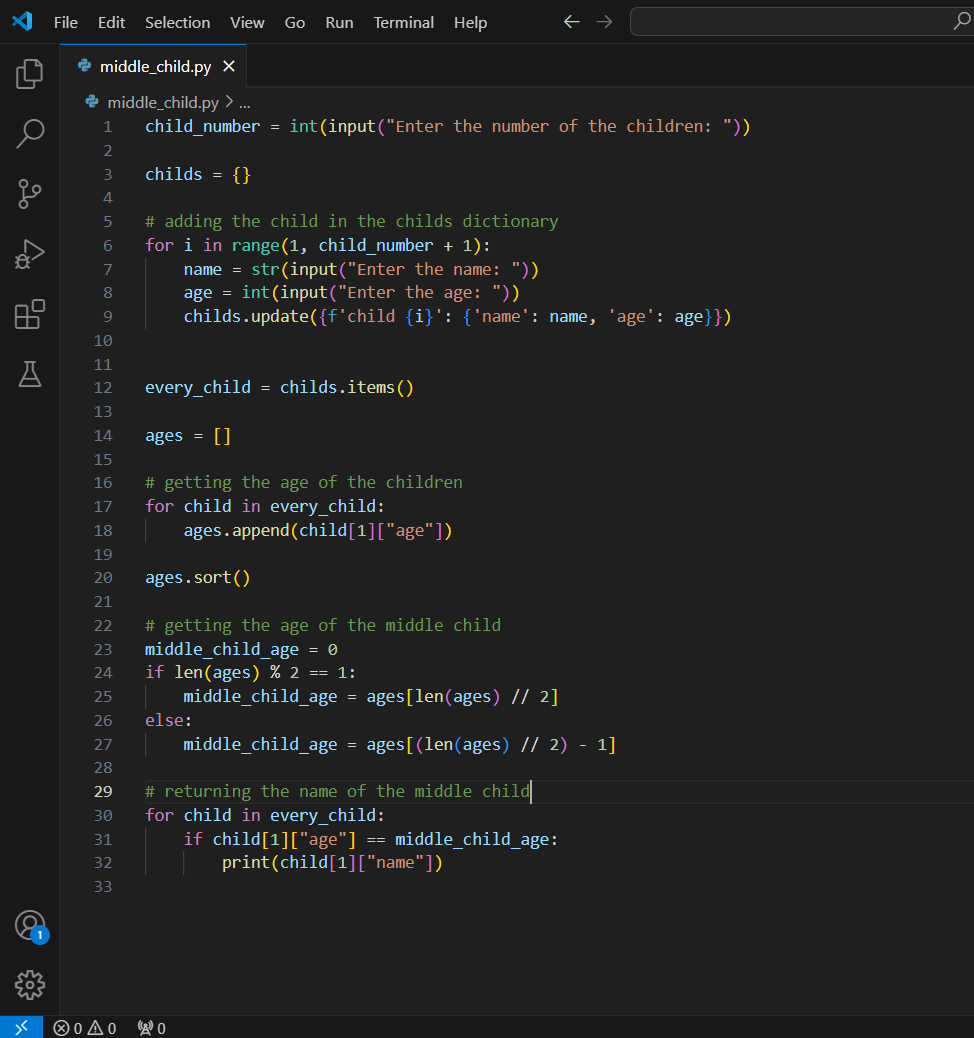 File Edit Selection View Go Run Terminal Help
middle_child.py
middle_child.py > ...
1 child_number = int(input("Enter the number of the children: "))
2
3 childs = {}
4
5 # adding the child in the childs dictionary
6 for i in range(1, child_number + 1):
7     name = str(input("Enter the name: "))
8     age = int(input("Enter the age: "))
9     childs.update({f'child {i}': {'name': name, 'age': age}})
10
11
12 every_child = childs.items()
13
14 ages = []
15
16 # getting the age of the children
17 for child in every_child:
18     ages.append(child[1]["age"])
19
20 ages.sort()
21
22 # getting the age of the middle child
23 middle_child_age = 0
24 if len(ages) % 2 == 1:
25     middle_child_age = ages[len(ages) // 2]
26 else:
27     middle_child_age = ages[(len(ages) // 2) - 1]
28
29 # returning the name of the middle child
30 for child in every_child:
31     if child[1]["age"] == middle_child_age:
32         print(child[1]["name"])
33
1
0 0 0